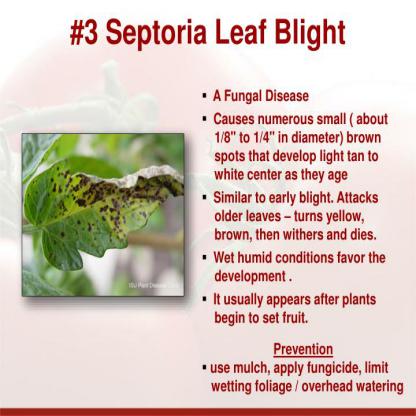 #3 Septoria Leaf Blight
▪ A Fungal Disease
▪ Causes numerous small ( about
1/8" to 1/4" in diameter) brown
spots that develop light tan to
white center as they age
▪ Similar to early blight. Attacks
older leaves – turns yellow,
brown, then withers and dies.
▪ Wet humid conditions favor the
development .
▪ It usually appears after plants
begin to set fruit.
Prevention
▪ use mulch, apply fungicide, limit
wetting foliage / overhead watering
ISU Plant Disease